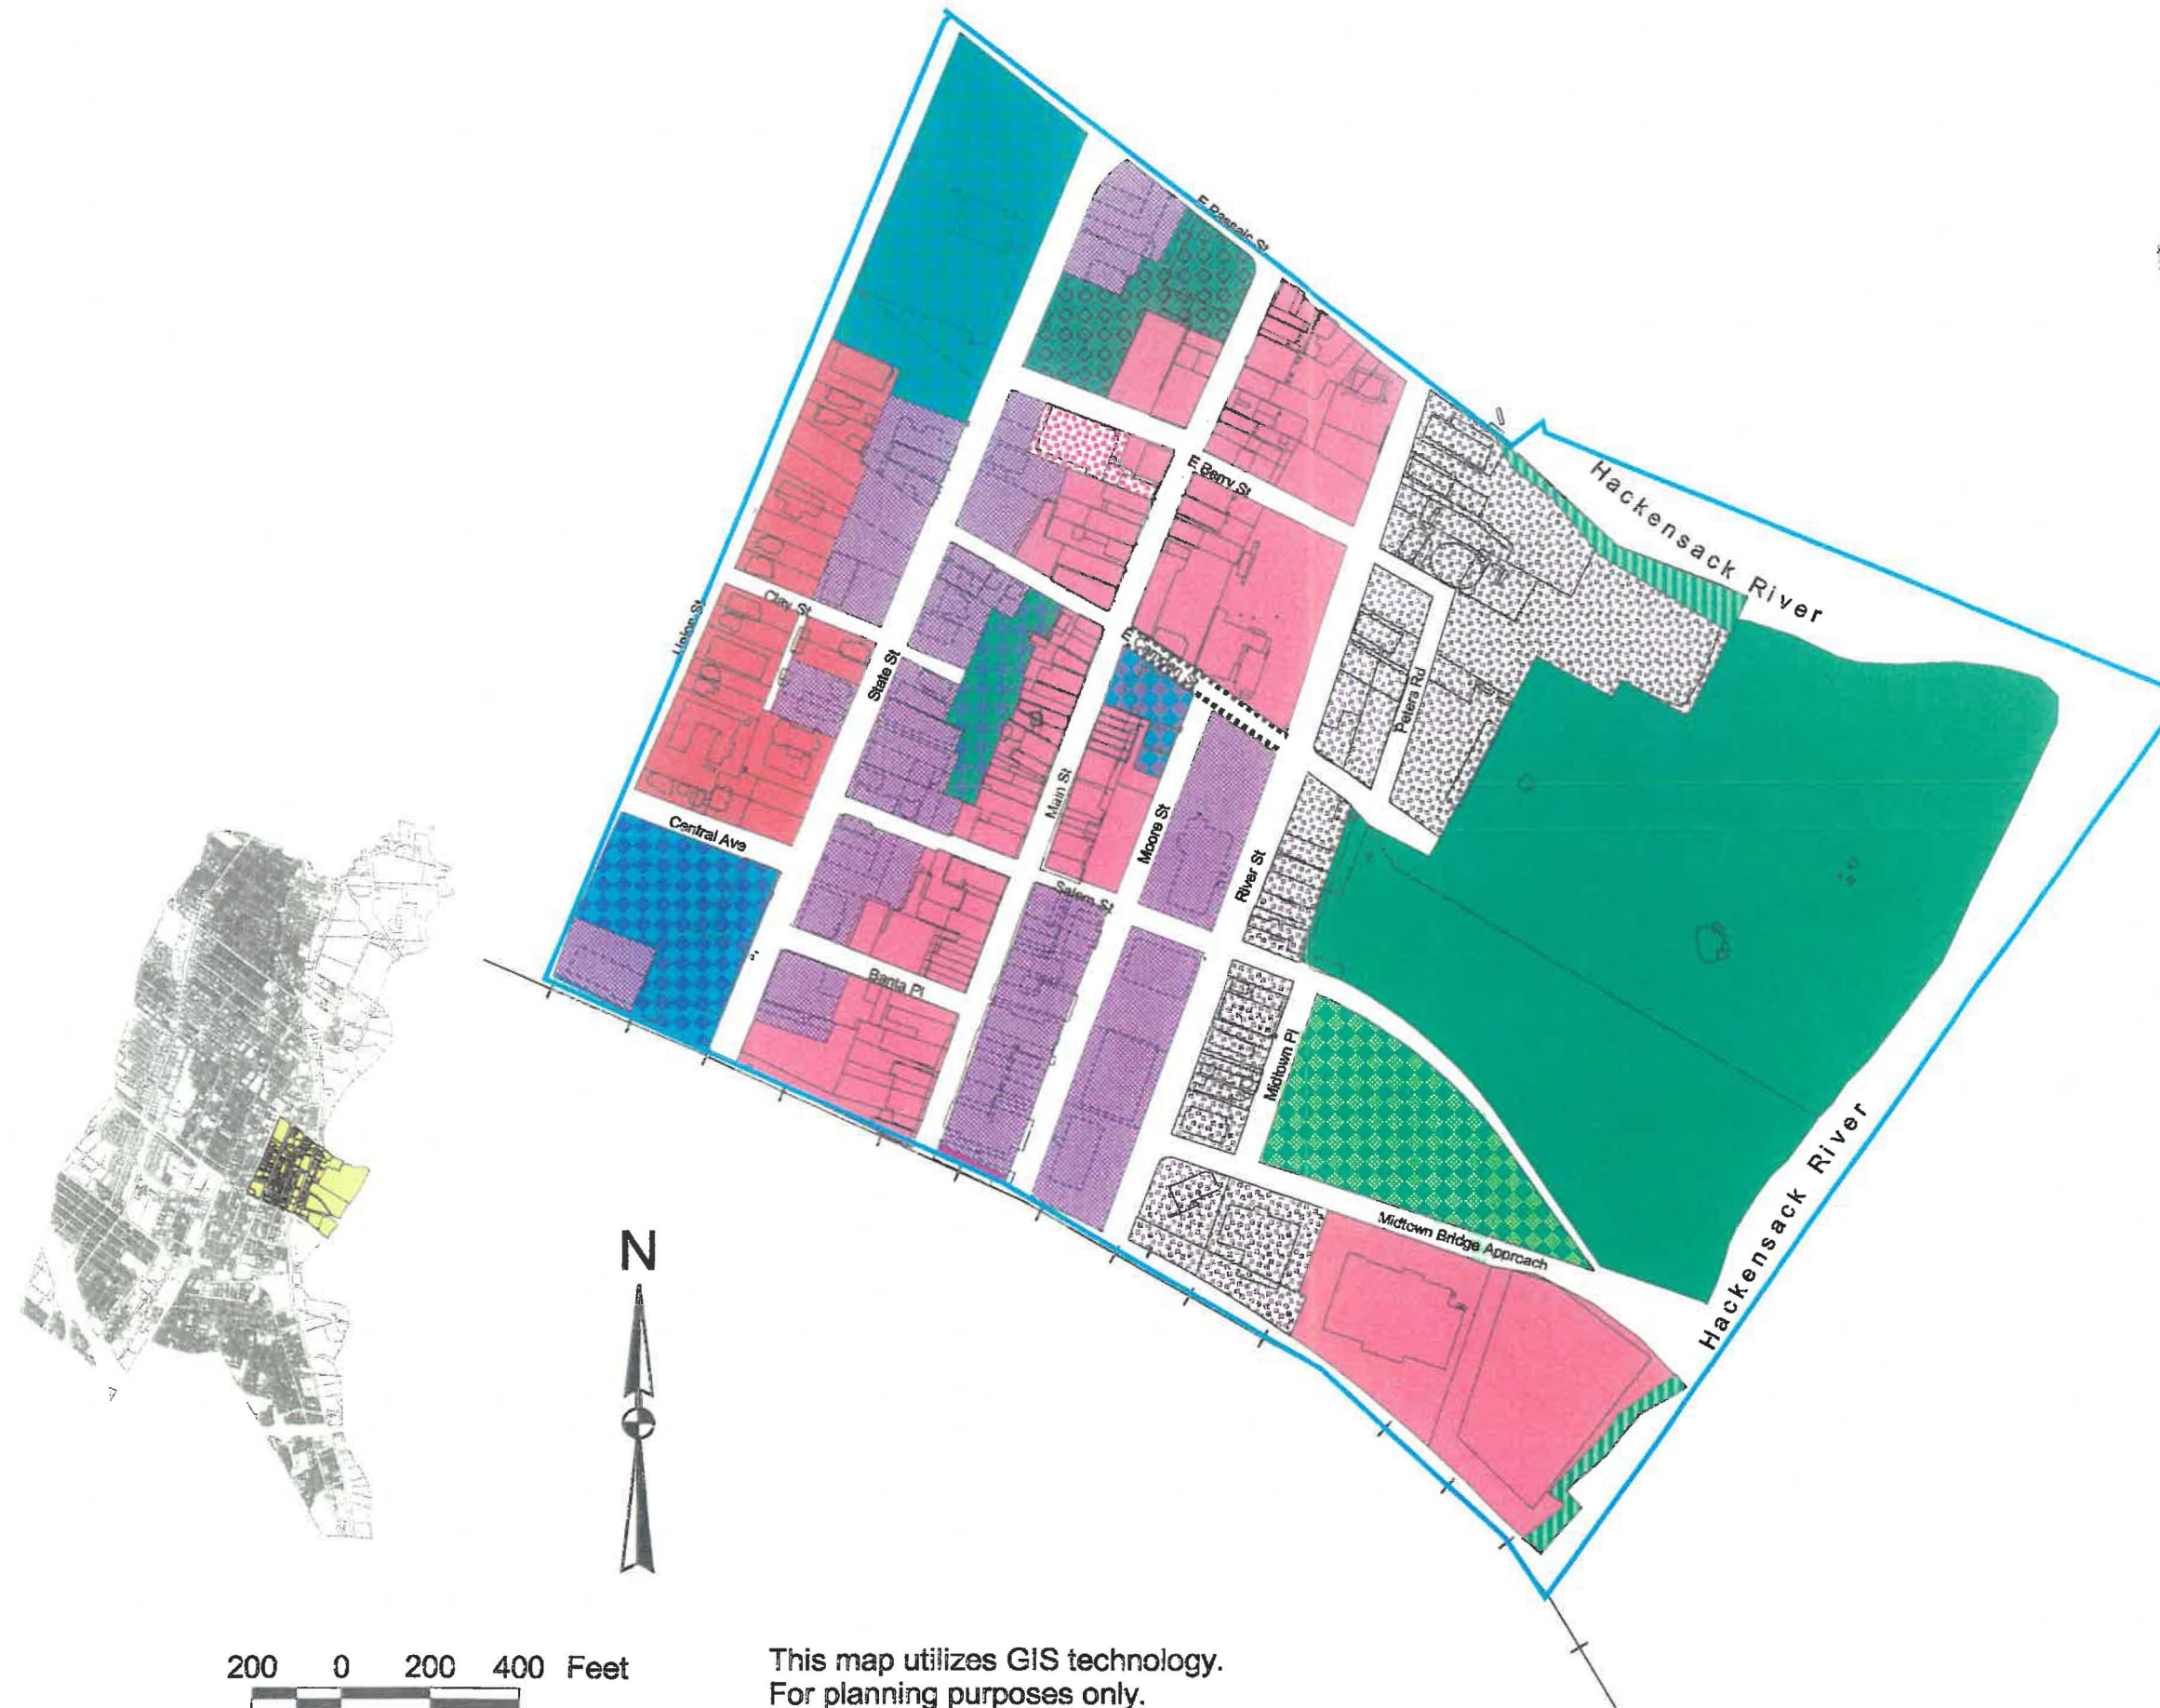 E Passaic St
Hackensack River
E Berry St
Clay St
Union St
State St
Peters Rd
Main St
Moore St
Central Ave
River St
Salem St
Banta Pl
Midtown Pl
Midtown Bridge Approach
Hackensack River
N
200 0 200 400 Feet
This map utilizes GIS technology.
For planning purposes only.